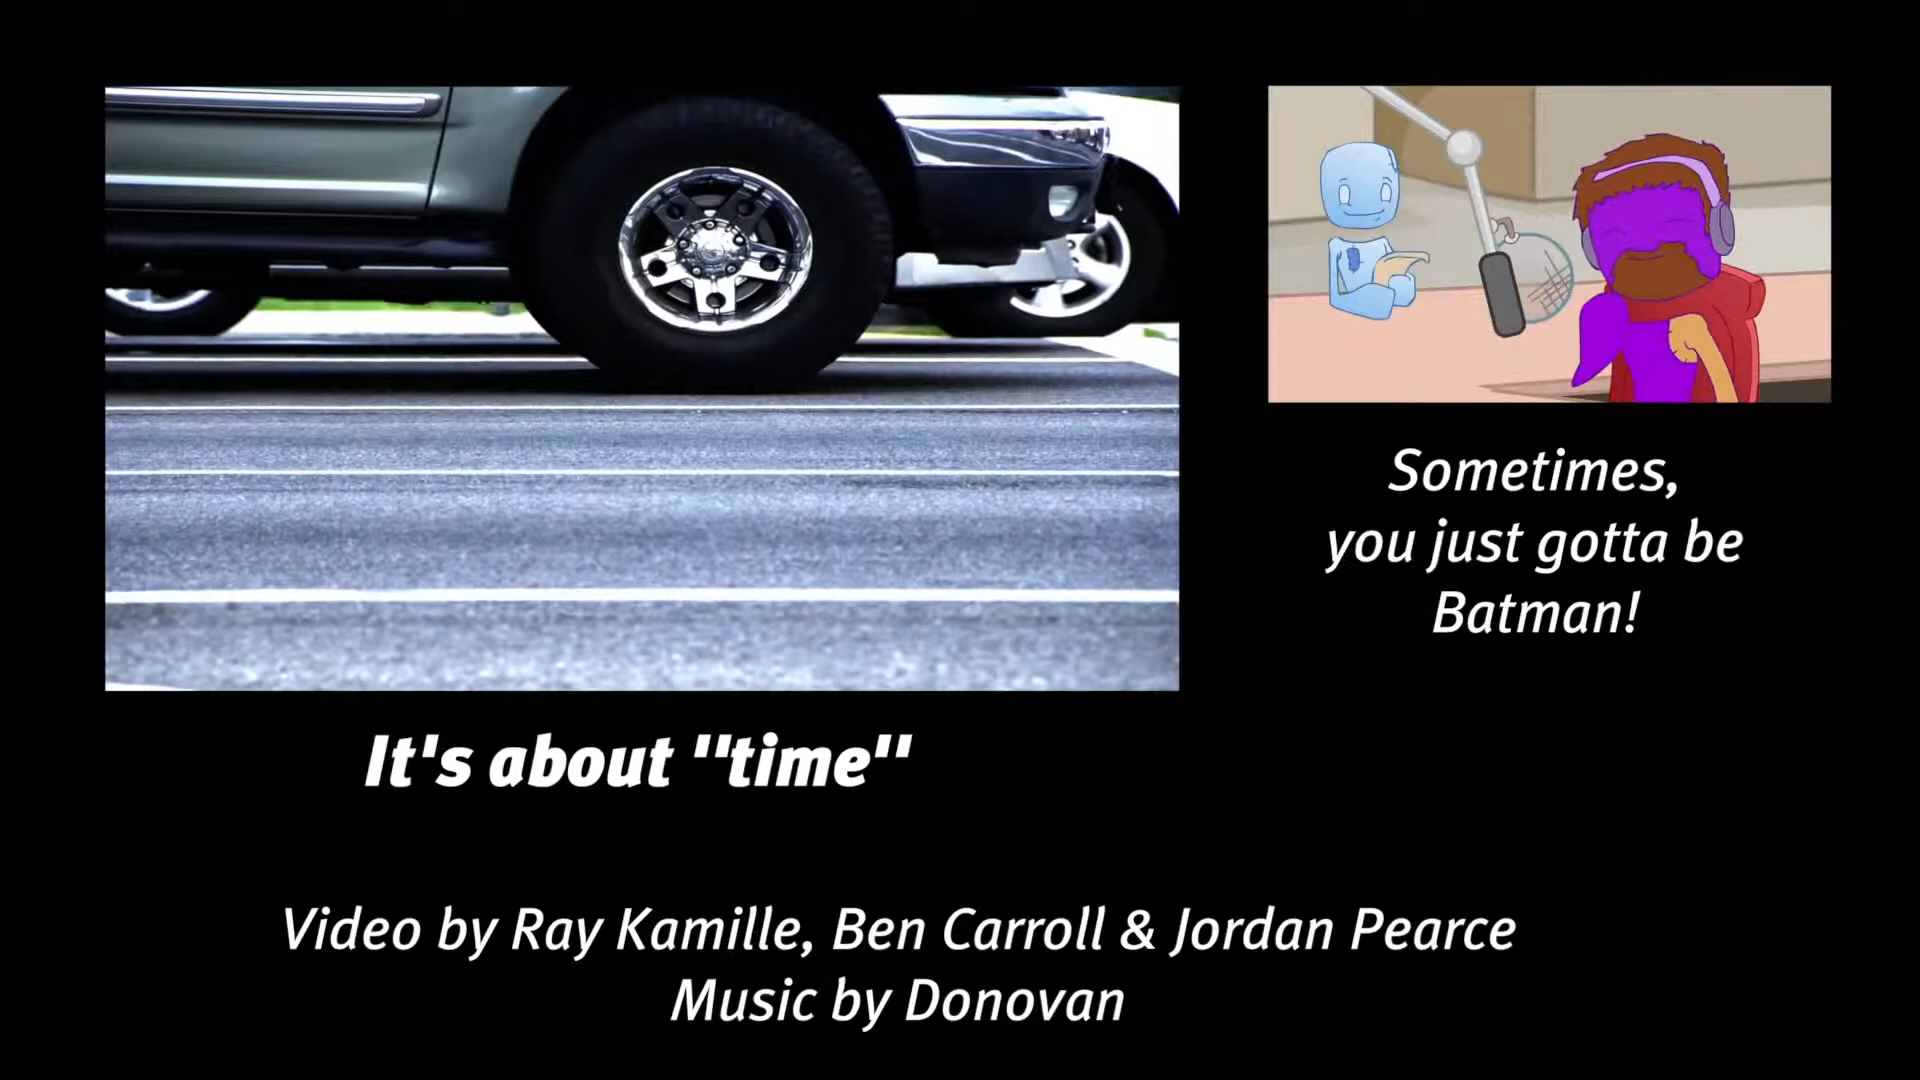 Sometimes,
you just gotta be
Batman!
It's about "time"
Video by Ray Kamille, Ben Carroll & Jordan Pearce
Music by Donovan